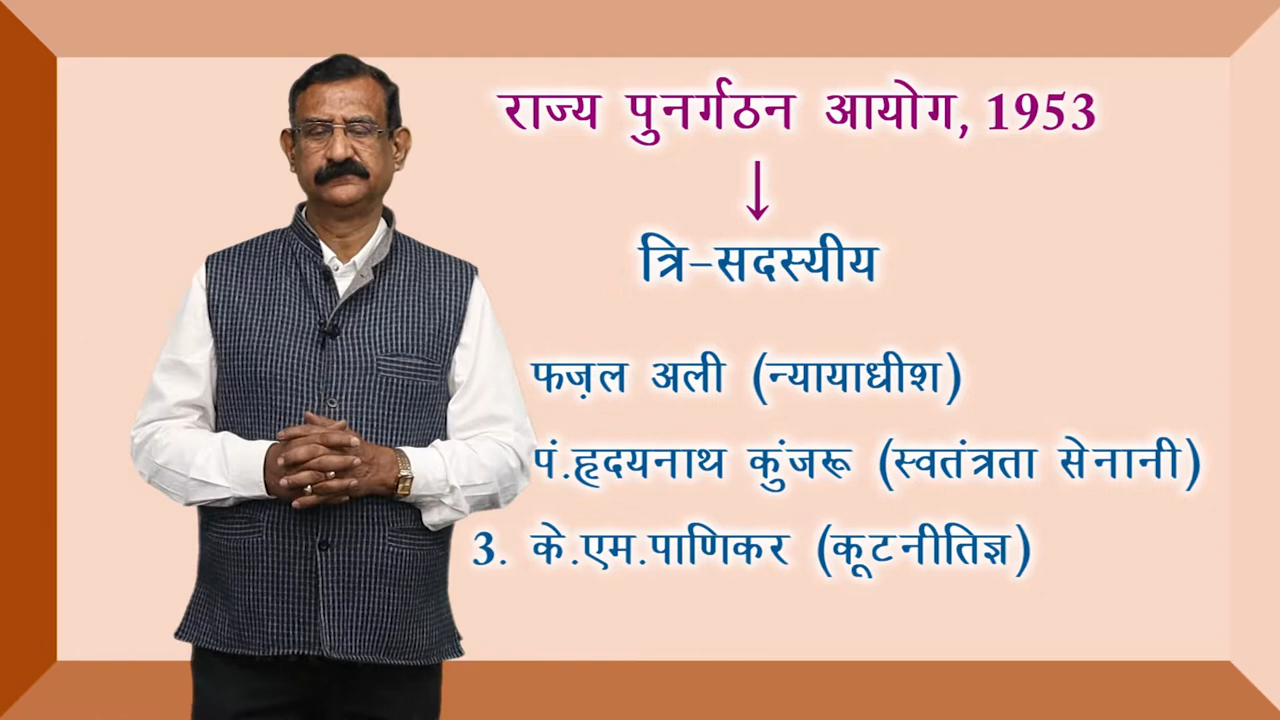 राज्य पुनर्गठन आयोग, 1953
↓
त्रि-सदस्यीय
फज़ल अली (न्यायाधीश)
पं.हृदयनाथ कुंजरू (स्वतंत्रता सेनानी)
3. के.एम.पाणिकर (कूटनीतिज्ञ)